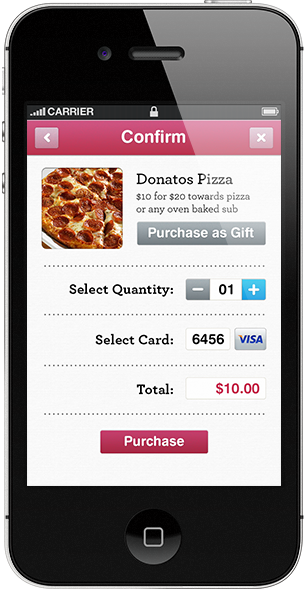 CARRIER
Confirm
Donatos Pizza
$10 for $20 towards pizza
or any oven baked sub
Purchase as Gift
Select Quantity: 01
Select Card: 6456 VISA
Total: $10.00
Purchase